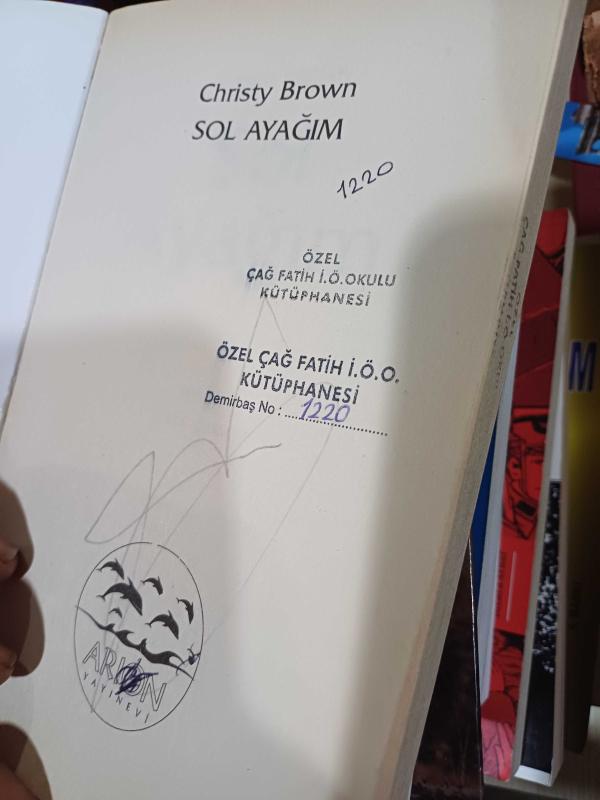 Christy Brown
SOL AYAĞIM
1220
ÖZEL
ÇAĞ FATİH İ.Ö.OKULU
KÜTÜPHANESİ
ÖZEL ÇAĞ FATİH İ.Ö.O.
KÜTÜPHANESİ
Demirbaş No : 1220
ARION
YAYINEVİ